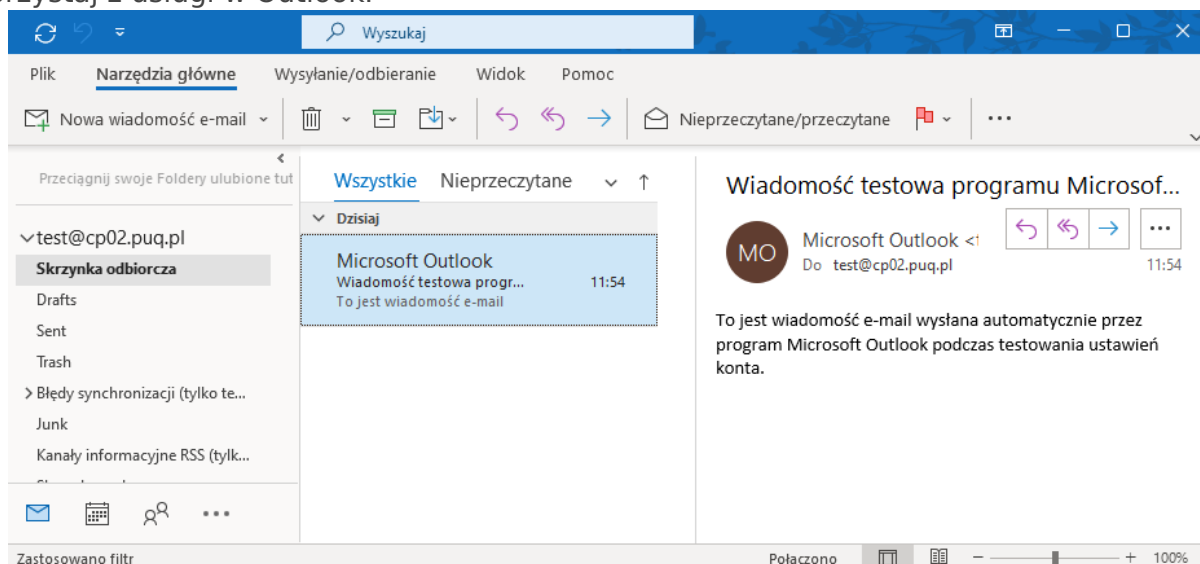 z usługi w Outlook.
Wyszukaj
Plik Narzędzia główne Wysyłanie/odbieranie Widok Pomoc
Nowa wiadomość e-mail Nieprzeczytane/przeczytane
Przeciągnij swoje Foldery ulubione tut
test@cp02.puq.pl
Skrzynka odbiorcza
Drafts
Sent
Trash
Błędy synchronizacji (tylko te...
Junk
Kanały informacyjne RSS (tylk...
Wszystkie Nieprzeczytane
Dzisiaj
Microsoft Outlook
Wiadomość testowa progr... 11:54
To jest wiadomość e-mail
Wiadomość testowa programu Microsof...
MO
Microsoft Outlook <t
Do test@cp02.puq.pl 11:54
To jest wiadomość e-mail wysłana automatycznie przez
program Microsoft Outlook podczas testowania ustawień
konta.
Zastosowano filtr Połączono 100%